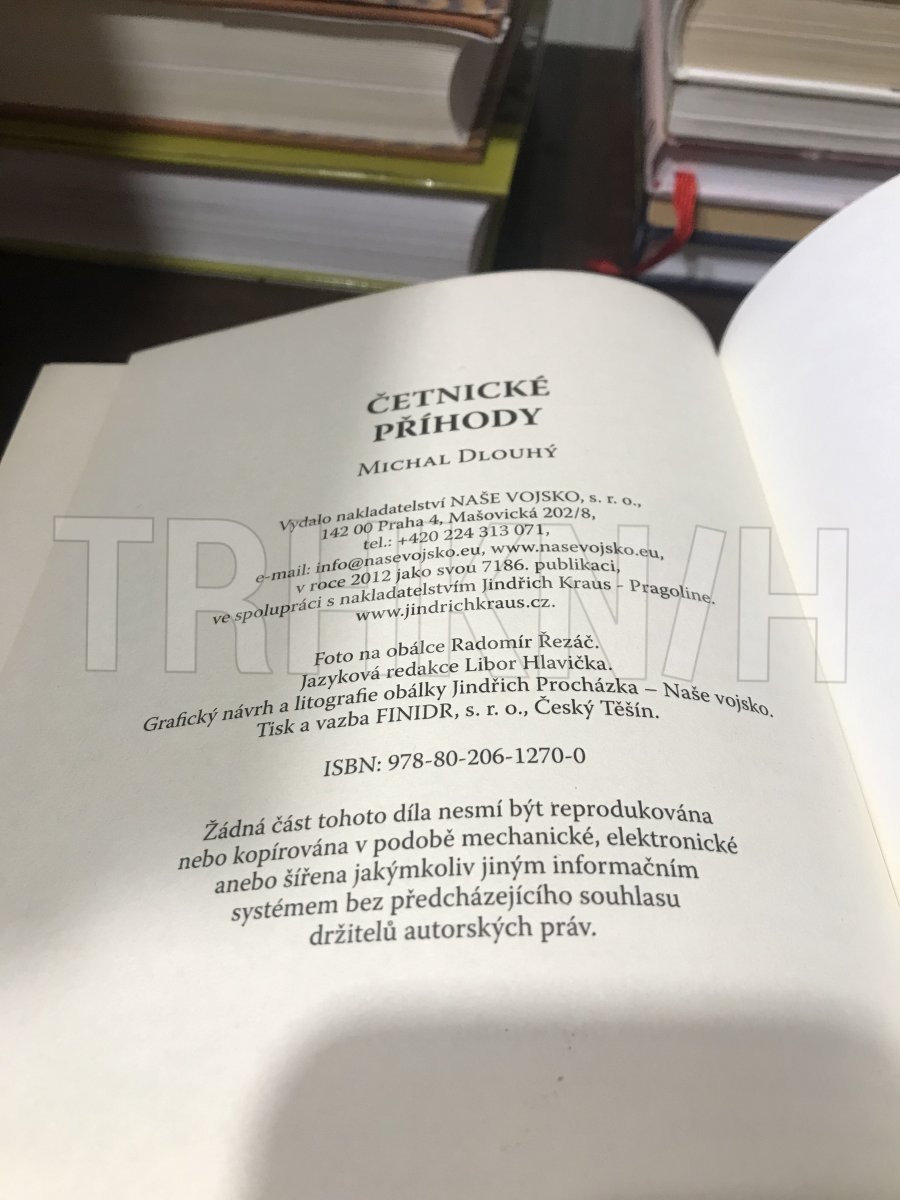 ČETNICKÉ
PŘÍHODY
MICHAL DLOUHÝ
Vydalo nakladatelství NAŠE VOJSKO, s. r. o.,
142 00 Praha 4, Mašovická 202/8,
tel.: +420 224 313 071,
e-mail: info@nasevojsko.eu, www.nasevojsko.eu,
v roce 2012 jako svou 7186. publikaci,
ve spolupráci s nakladatelstvím Jindřich Kraus - Pragoline.
www.jindrichkraus.cz.
Foto na obálce Radomír Řezáč.
Jazyková redakce Libor Hlavička.
Grafický návrh a litografie obálky Jindřich Procházka – Naše vojsko.
Tisk a vazba FINIDR, s. r. o., Český Těšín.
ISBN: 978-80-206-1270-0
Žádná část tohoto díla nesmí být reprodukována
nebo kopírována v podobě mechanické, elektronické
anebo šířena jakýmkoliv jiným informačním
systémem bez předcházejícího souhlasu
držitelů autorských práv.
TRHKN/H